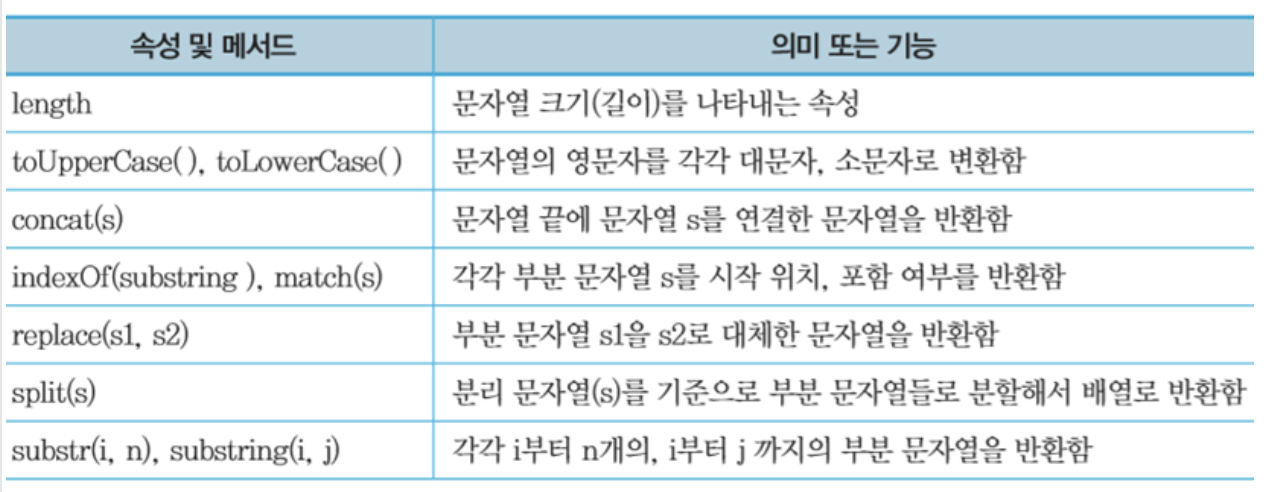 속성 및 메서드 의미 또는 기능
length 문자열 크기(길이)를 나타내는 속성
toUpperCase( ), toLowerCase( ) 문자열의 영문자를 각각 대문자, 소문자로 변환함
concat(s) 문자열 끝에 문자열 s를 연결한 문자열을 반환함
indexOf(substring ), match(s) 각각 부분 문자열 s를 시작 위치, 포함 여부를 반환함
replace(s1, s2) 부분 문자열 s1을 s2로 대체한 문자열을 반환함
split(s) 분리 문자열(s)를 기준으로 부분 문자열들로 분할해서 배열로 반환함
substr(i, n), substring(i, j) 각각 i부터 n개의, i부터 j 까지의 부분 문자열을 반환함